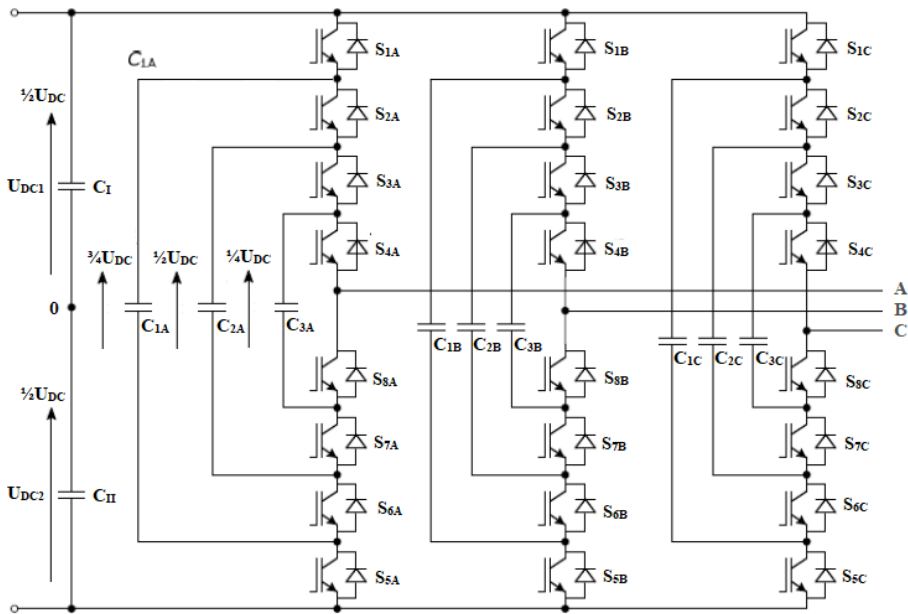 S1A S1B S1C
C1A
½UDC S2A S2B S2C
UDC1 CI S3A S3B S3C
¾UDC ½UDC ¼UDC S4A S4B S4C
A
0 B
C1A C2A C3A C
C1B C2B C3B C1C C2C C3C
½UDC S8A S8B S8C
S7A S7B S7C
UDC2 CII S6A S6B S6C
S5A S5B S5C